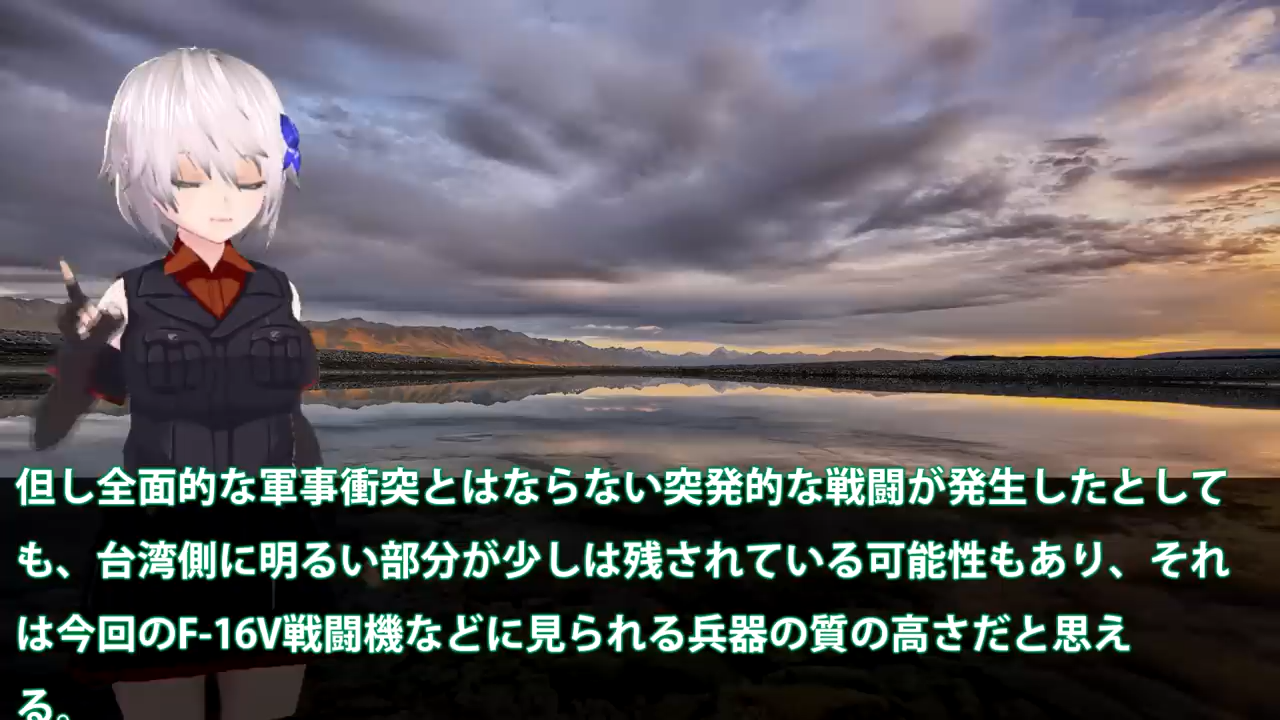 但し全面的な軍事衝突とはならない突発的な戦闘が発生したとして
も、台湾側に明るい部分が少しは残されている可能性もあり、それ
は今回のF-16V戦闘機などに見られる兵器の質の高さだと思え
る。